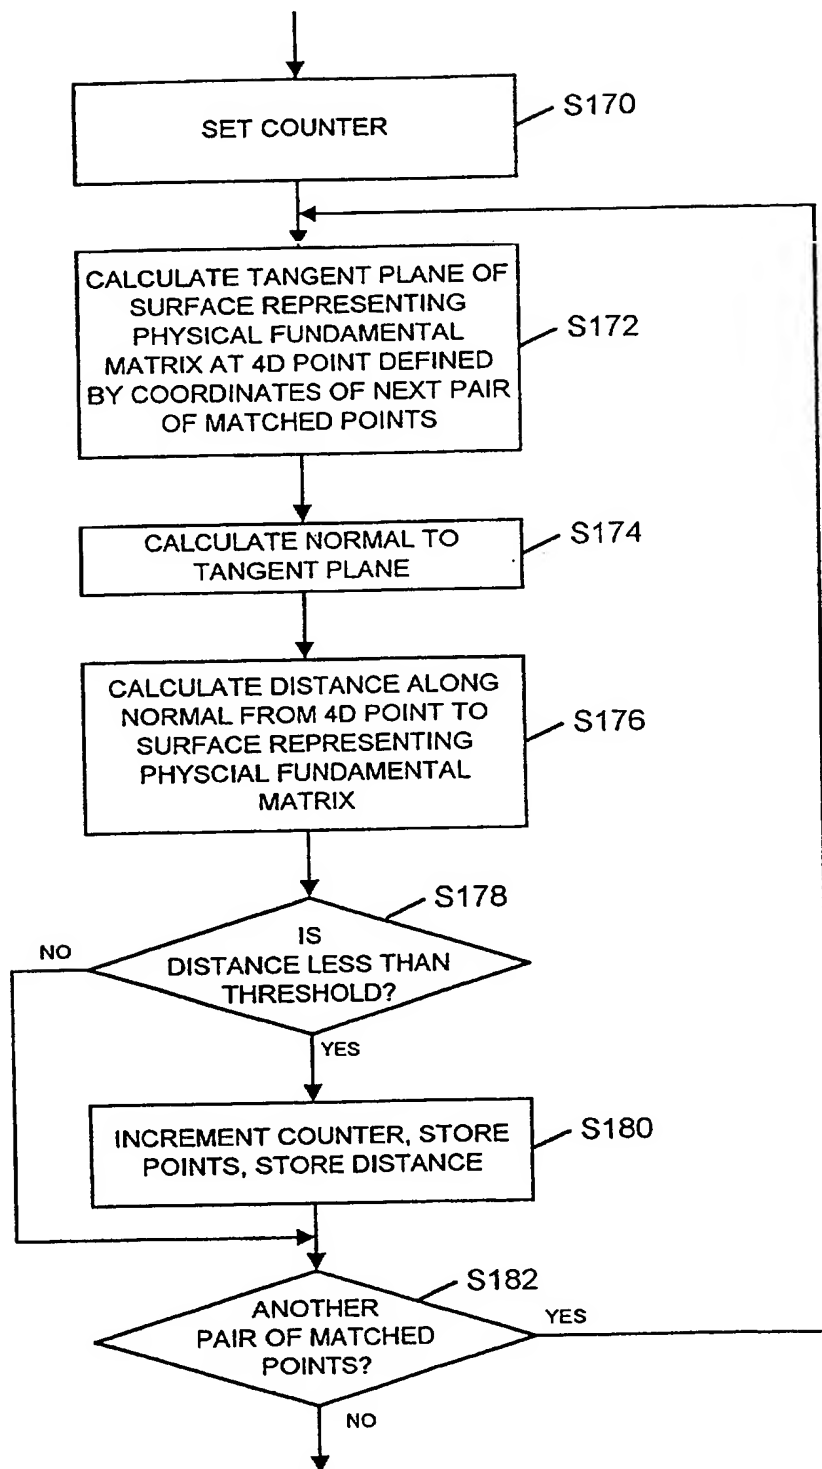 SET COUNTER
S170
CALCULATE TANGENT PLANE OF
SURFACE REPRESENTING
PHYSICAL FUNDAMENTAL
MATRIX AT 4D POINT DEFINED
BY COORDINATES OF NEXT PAIR
OF MATCHED POINTS
S172
CALCULATE NORMAL TO
TANGENT PLANE
S174
CALCULATE DISTANCE ALONG
NORMAL FROM 4D POINT TO
SURFACE REPRESENTING
PHYSCIAL FUNDAMENTAL
MATRIX
S176
S178
NO
IS
DISTANCE LESS THAN
THRESHOLD?
YES
INCREMENT COUNTER, STORE
POINTS, STORE DISTANCE
S180
S182
ANOTHER
PAIR OF MATCHED
POINTS?
YES
NO